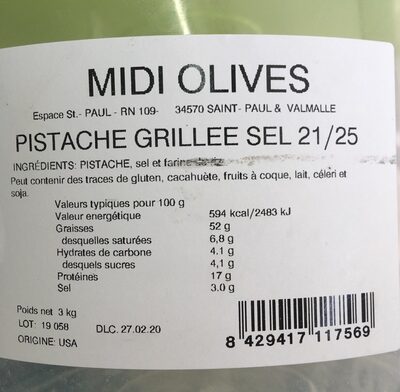 MIDI OLIVES
Espace St.- PAUL - RN 109- 34570 SAINT- PAUL & VALMALLE
PISTACHE GRILLEE SEL 21/25
INGRÉDIENTS: PISTACHE, sel et farine
Peut contenir des traces de gluten, cacahuète, fruits à coque, lait, céléri et
soja.
Valeurs typiques pour 100 g
Valeur energétique 594 kcal/2483 kJ
Graisses 52 g
desquelles saturées 6,8 g
Hydrates de carbone 4.1 g
desquels sucres 4,1 g
Protéines 17 g
Sel 3.0 g
Poids net 3 kg
LOT: 19 058 DLC. 27.02.20
ORIGINE: USA
8 429417 117569